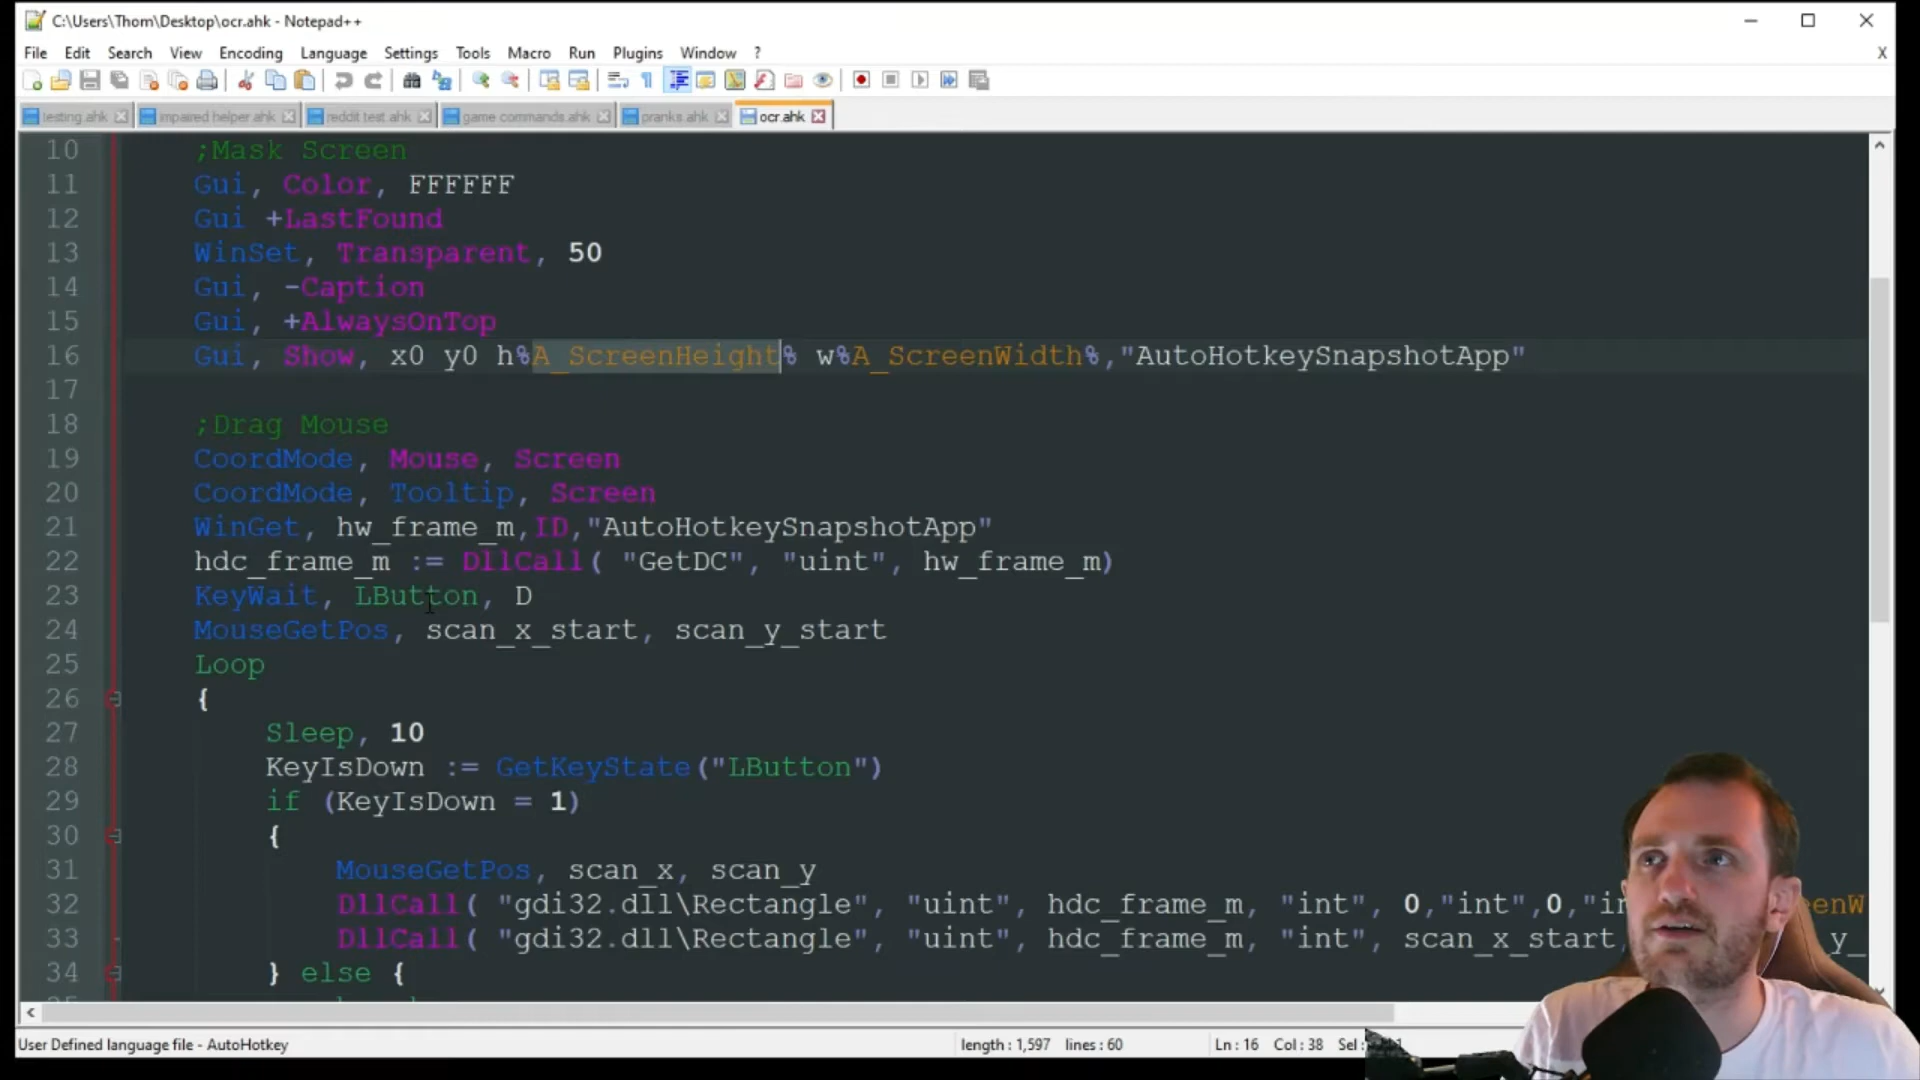 C:\Users\Thom\Desktop\ocr.ahk - Notepad++
File Edit Search View Encoding Language Settings Tools Macro Run Plugins Window ? X
testing.ahk impaired helper.ahk reddit test.ahk game commands.ahk pranks.ahk ocr.ahk
10 ;Mask Screen
11 Gui, Color, FFFFFF
12 Gui +LastFound
13 WinSet, Transparent, 50
14 Gui, -Caption
15 Gui, +AlwaysOnTop
16 Gui, Show, x0 y0 h%A_ScreenHeight% w%A_ScreenWidth%,"AutoHotkeySnapshotApp"
17
18 ;Drag Mouse
19 CoordMode, Mouse, Screen
20 CoordMode, Tooltip, Screen
21 WinGet, hw_frame_m,ID,"AutoHotkeySnapshotApp"
22 hdc_frame_m := DllCall( "GetDC", "uint", hw_frame_m)
23 KeyWait, LButton, D
24 MouseGetPos, scan_x_start, scan_y_start
25 Loop
26 {
27 Sleep, 10
28 KeyIsDown := GetKeyState("LButton")
29 if (KeyIsDown = 1)
30 {
31 MouseGetPos, scan_x, scan_y
32 DllCall( "gdi32.dll\Rectangle", "uint", hdc_frame_m, "int", 0,"int",0,"in enW
33 DllCall( "gdi32.dll\Rectangle", "uint", hdc_frame_m, "int", scan_x_start, y_
34 } else {
User Defined language file - AutoHotkey length : 1,597 lines : 60 Ln : 16 Col : 38 Sel :